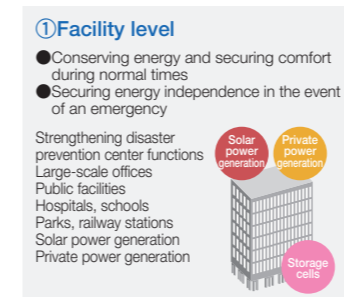 ①Facility level
●Conserving energy and securing comfort
during normal times
●Securing energy independence in the event
of an emergency
Strengthening disaster
prevention center functions
Large-scale offices
Public facilities
Hospitals, schools
Parks, railway stations
Solar power generation
Private power generation
Solar
power
generation
Private
power
generation
Storage
cells